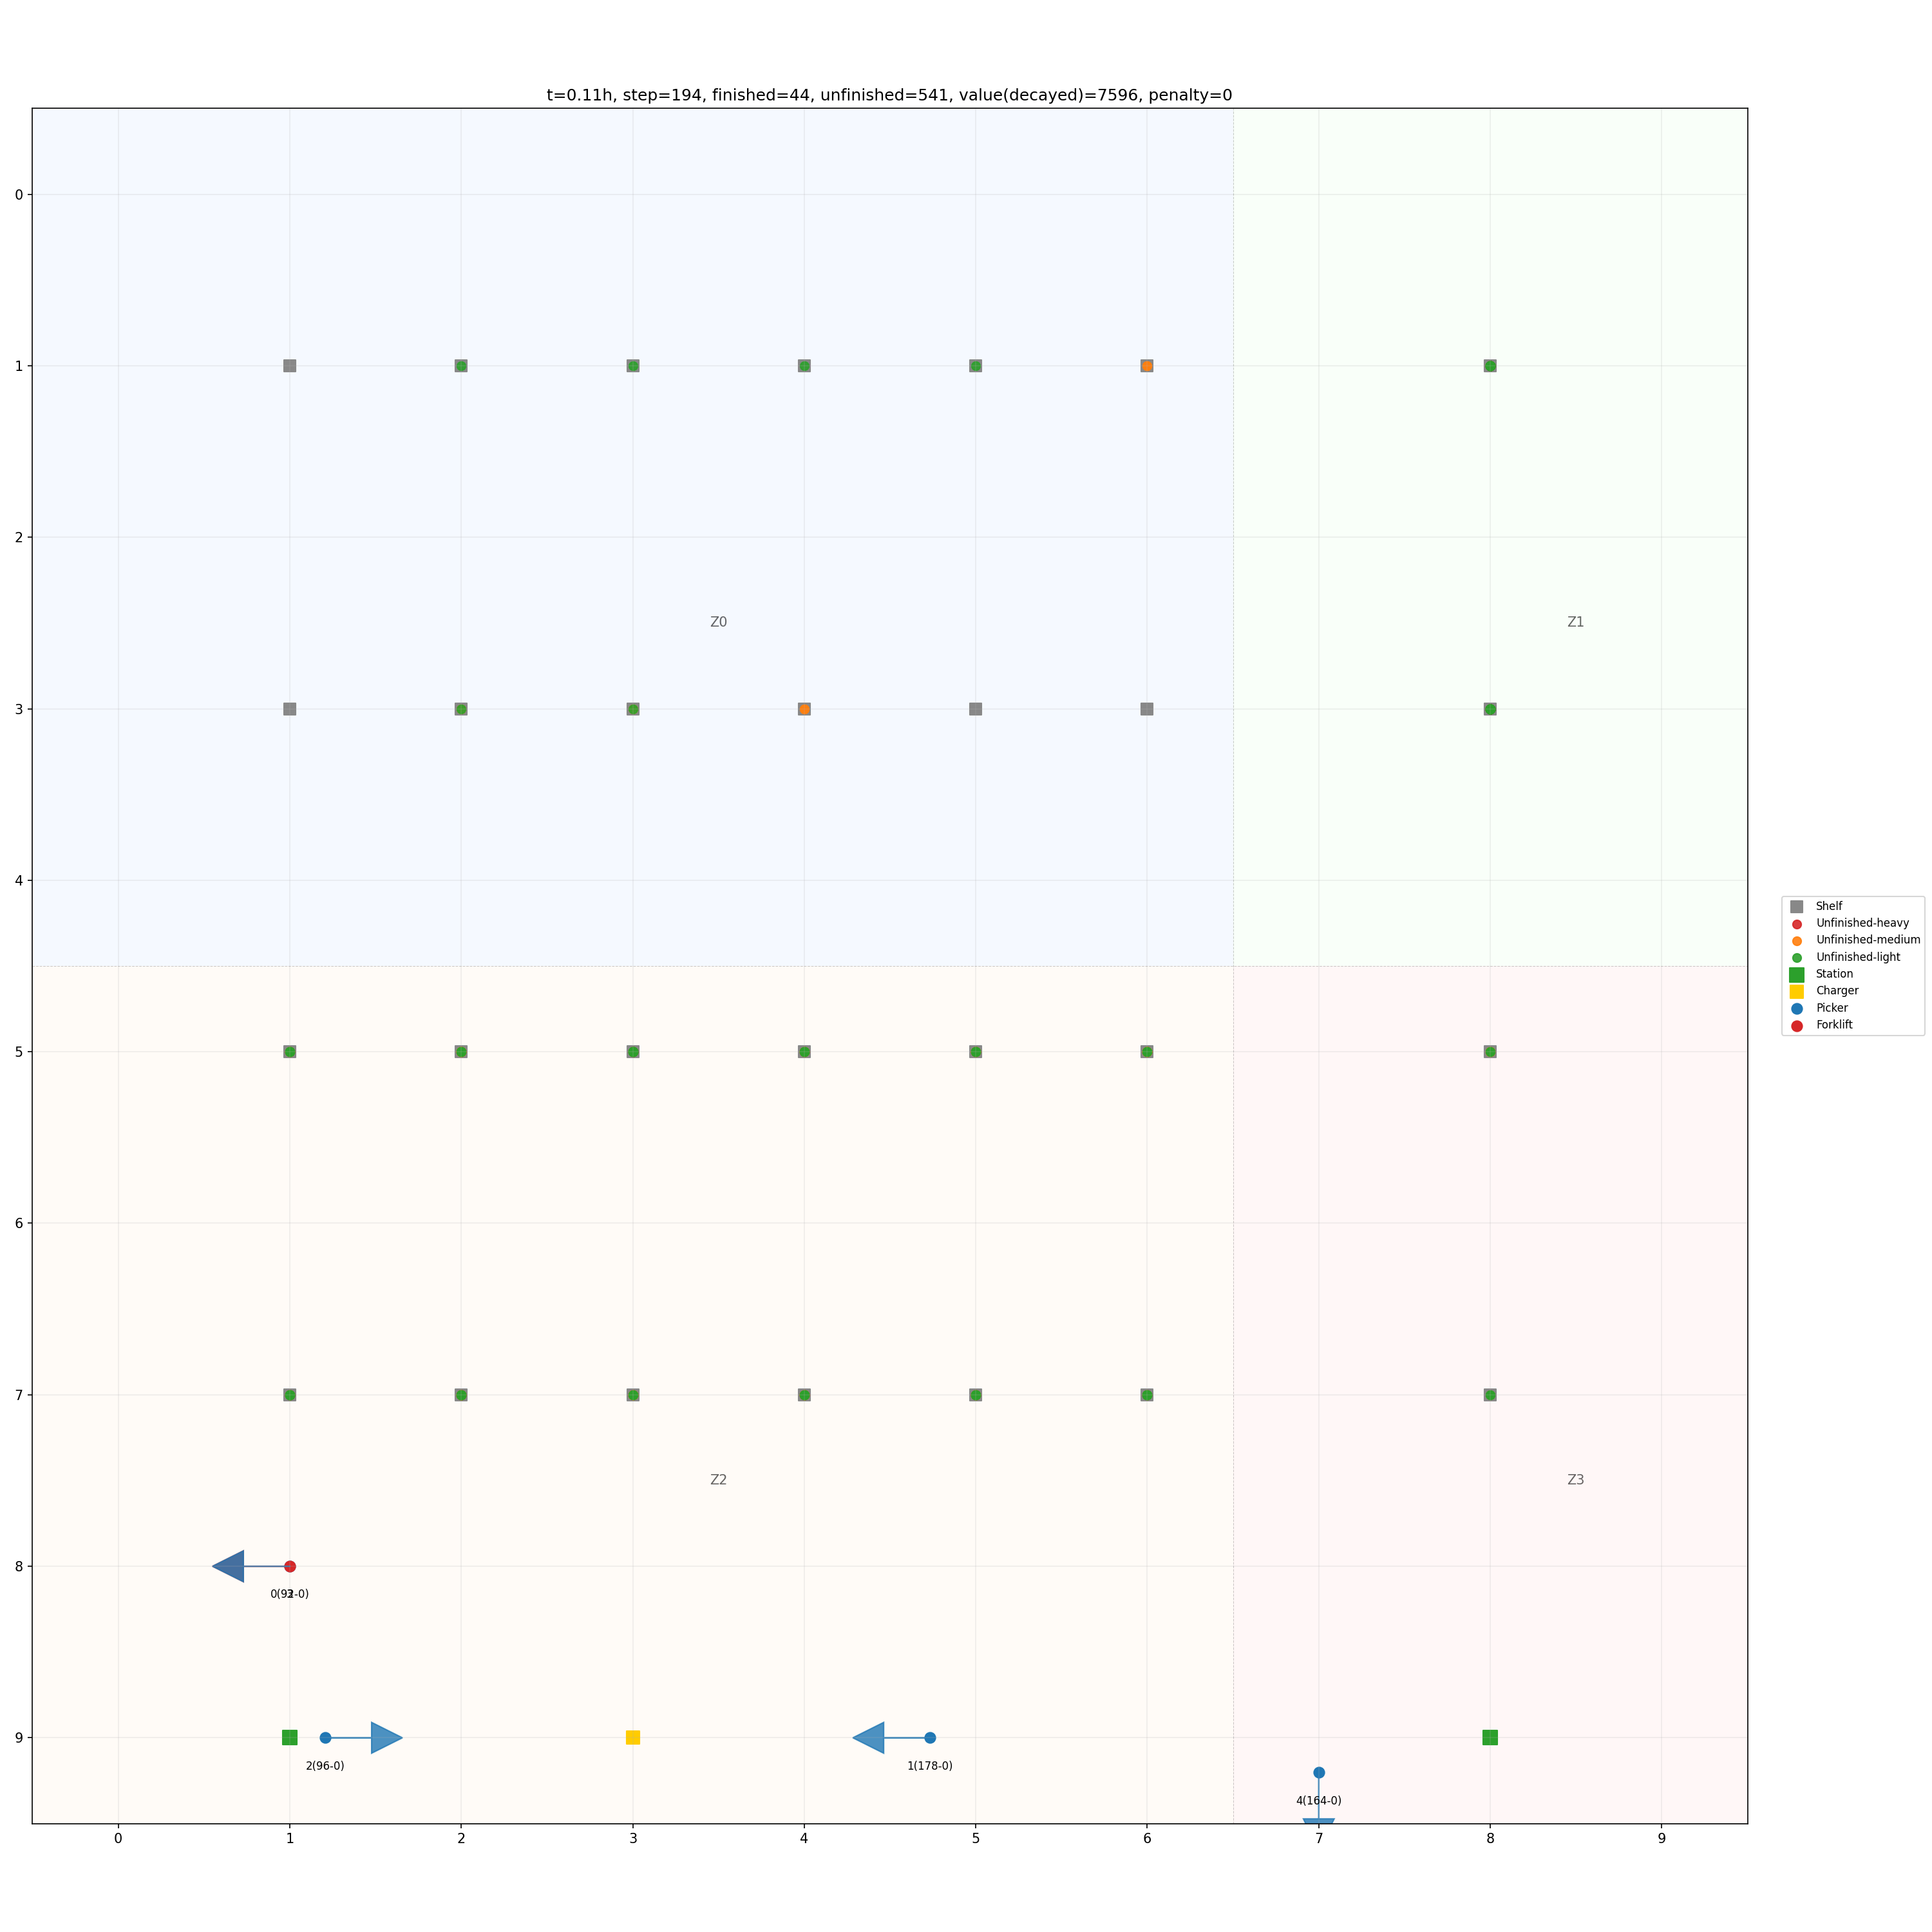 t=0.11h, step=194, finished=44, unfinished=541, value(decayed)=7596, penalty=0
0
1
2
Z0
Z1
3
4
Shelf
Unfinished-heavy
Unfinished-medium
Unfinished-light
Station
Charger
Picker
Forklift
5
6
7
Z2
Z3
8
9
2(96-0)
1(178-0)
4(164-0)
0 1 2 3 4 5 6 7 8 9